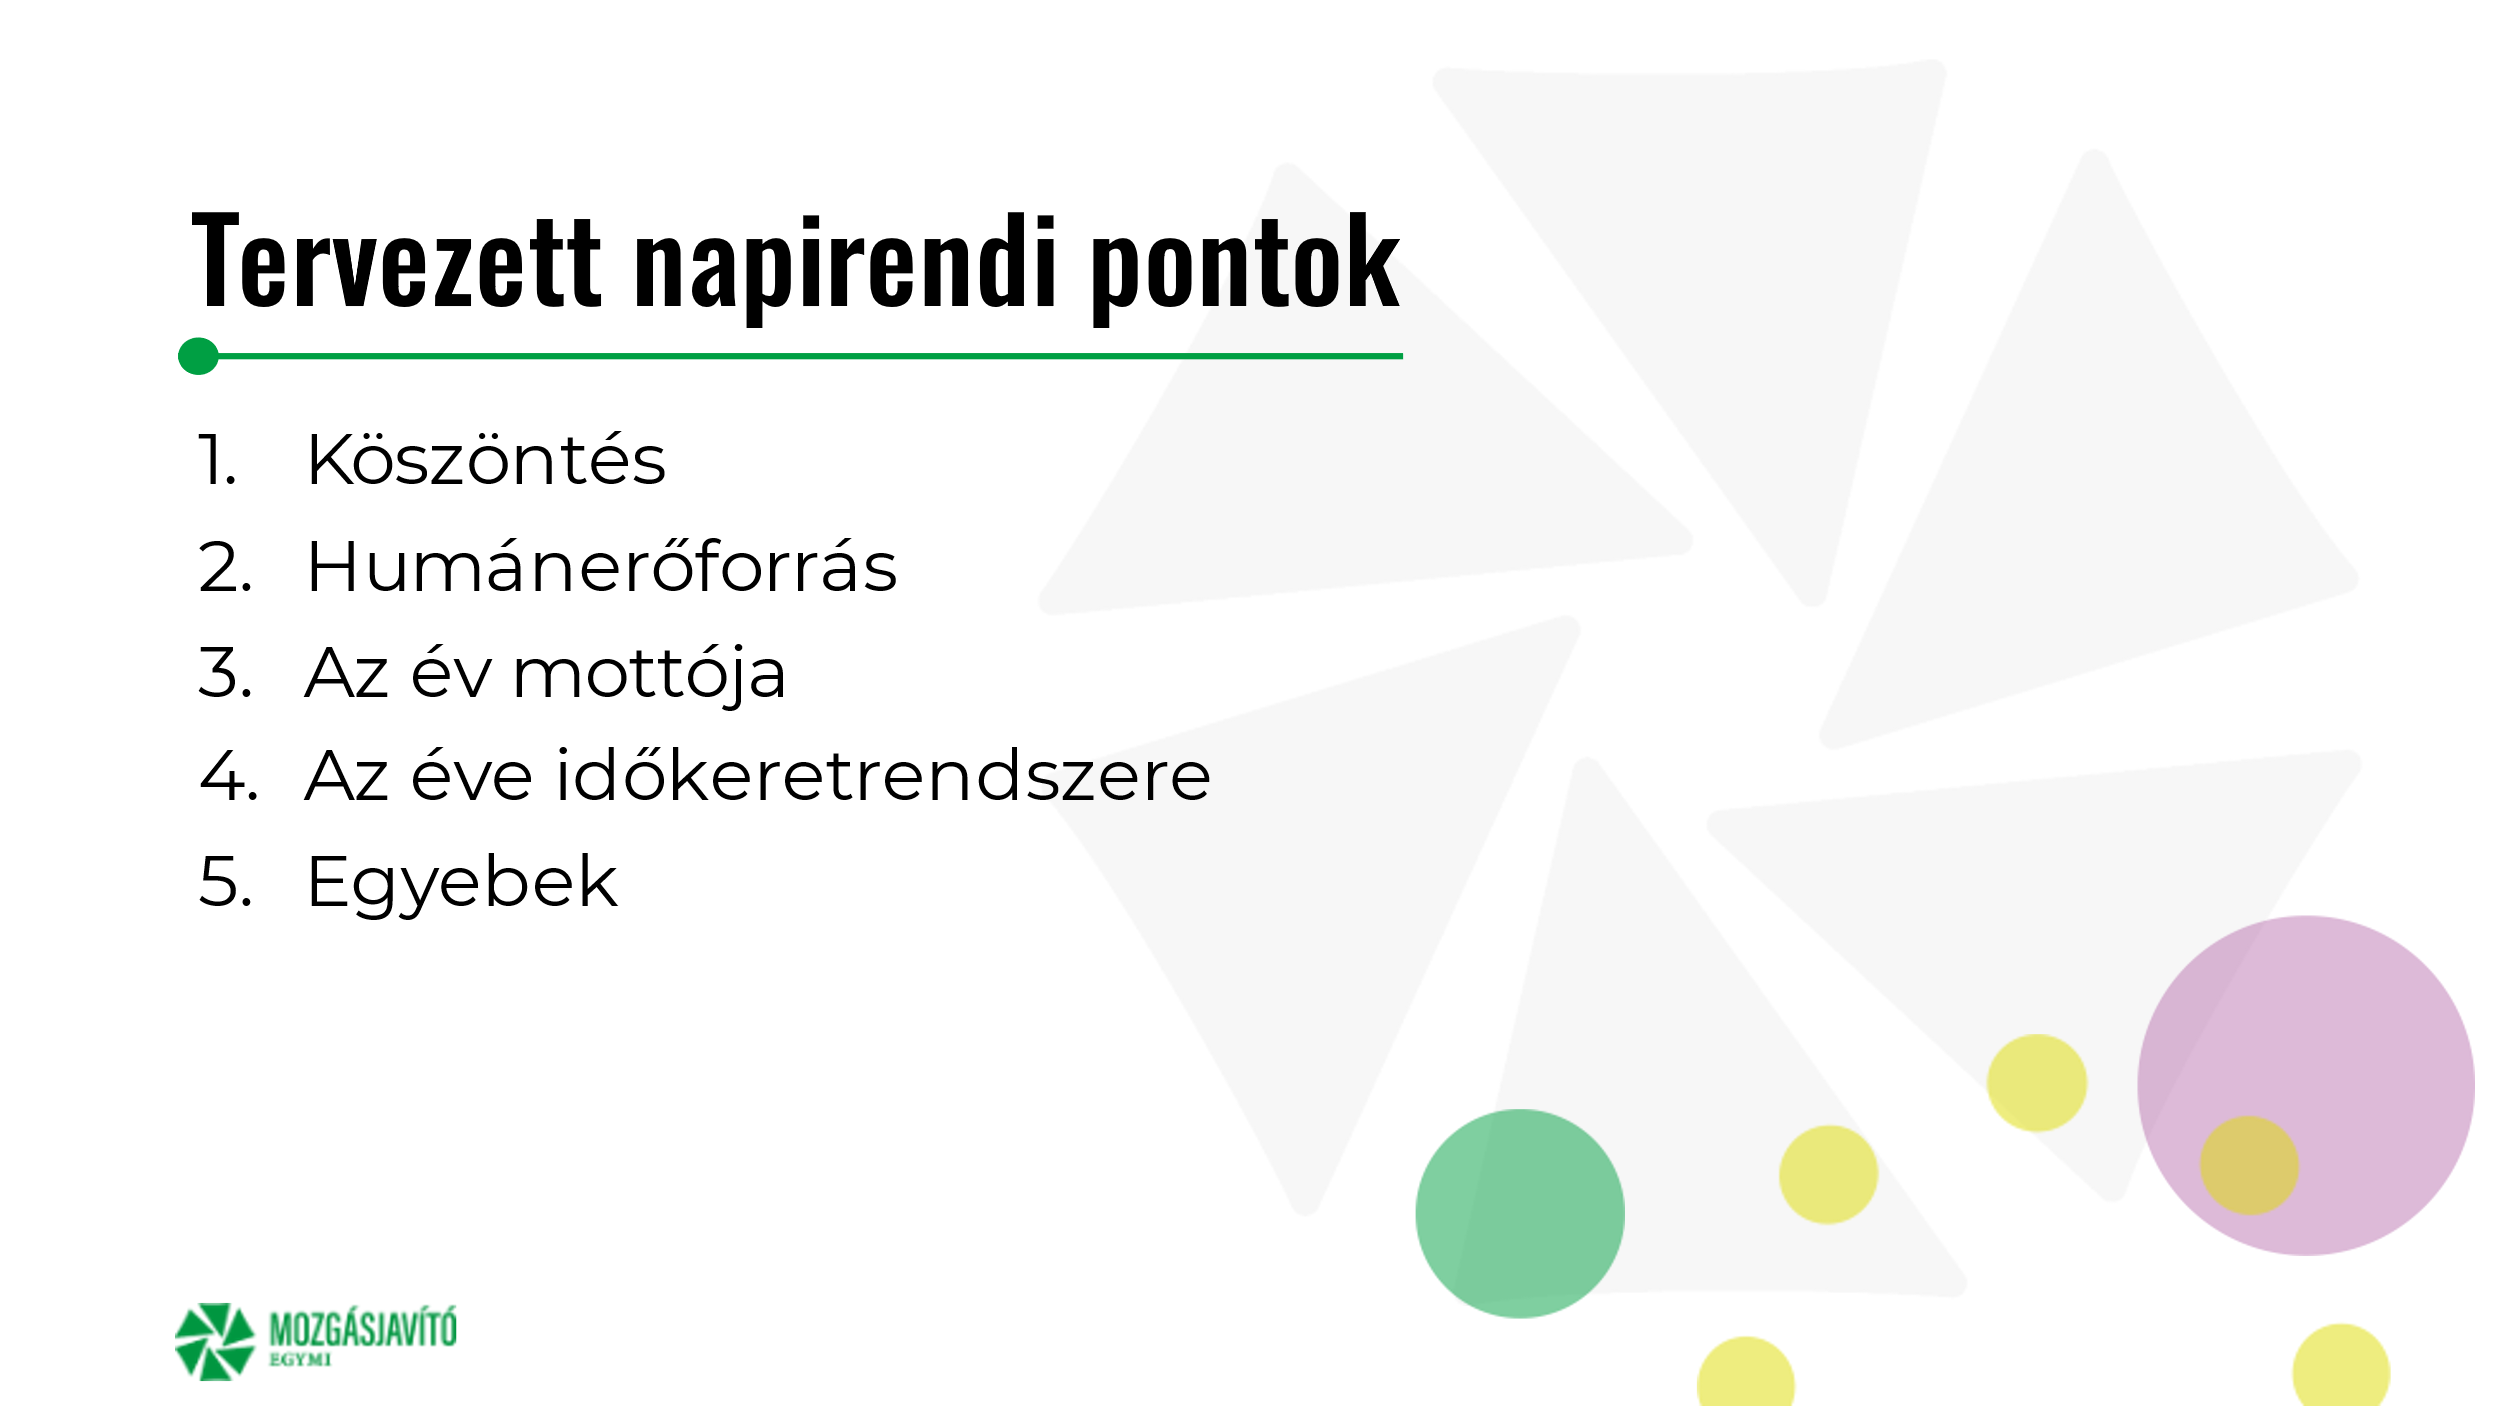 Tervezett napirendi pontok
1. Köszöntés
2. Humánerőforrás
3. Az év mottója
4. Az éve időkeretrendszere
5. Egyebek
MOZGÁSJAVÍTÓ
EGYMI